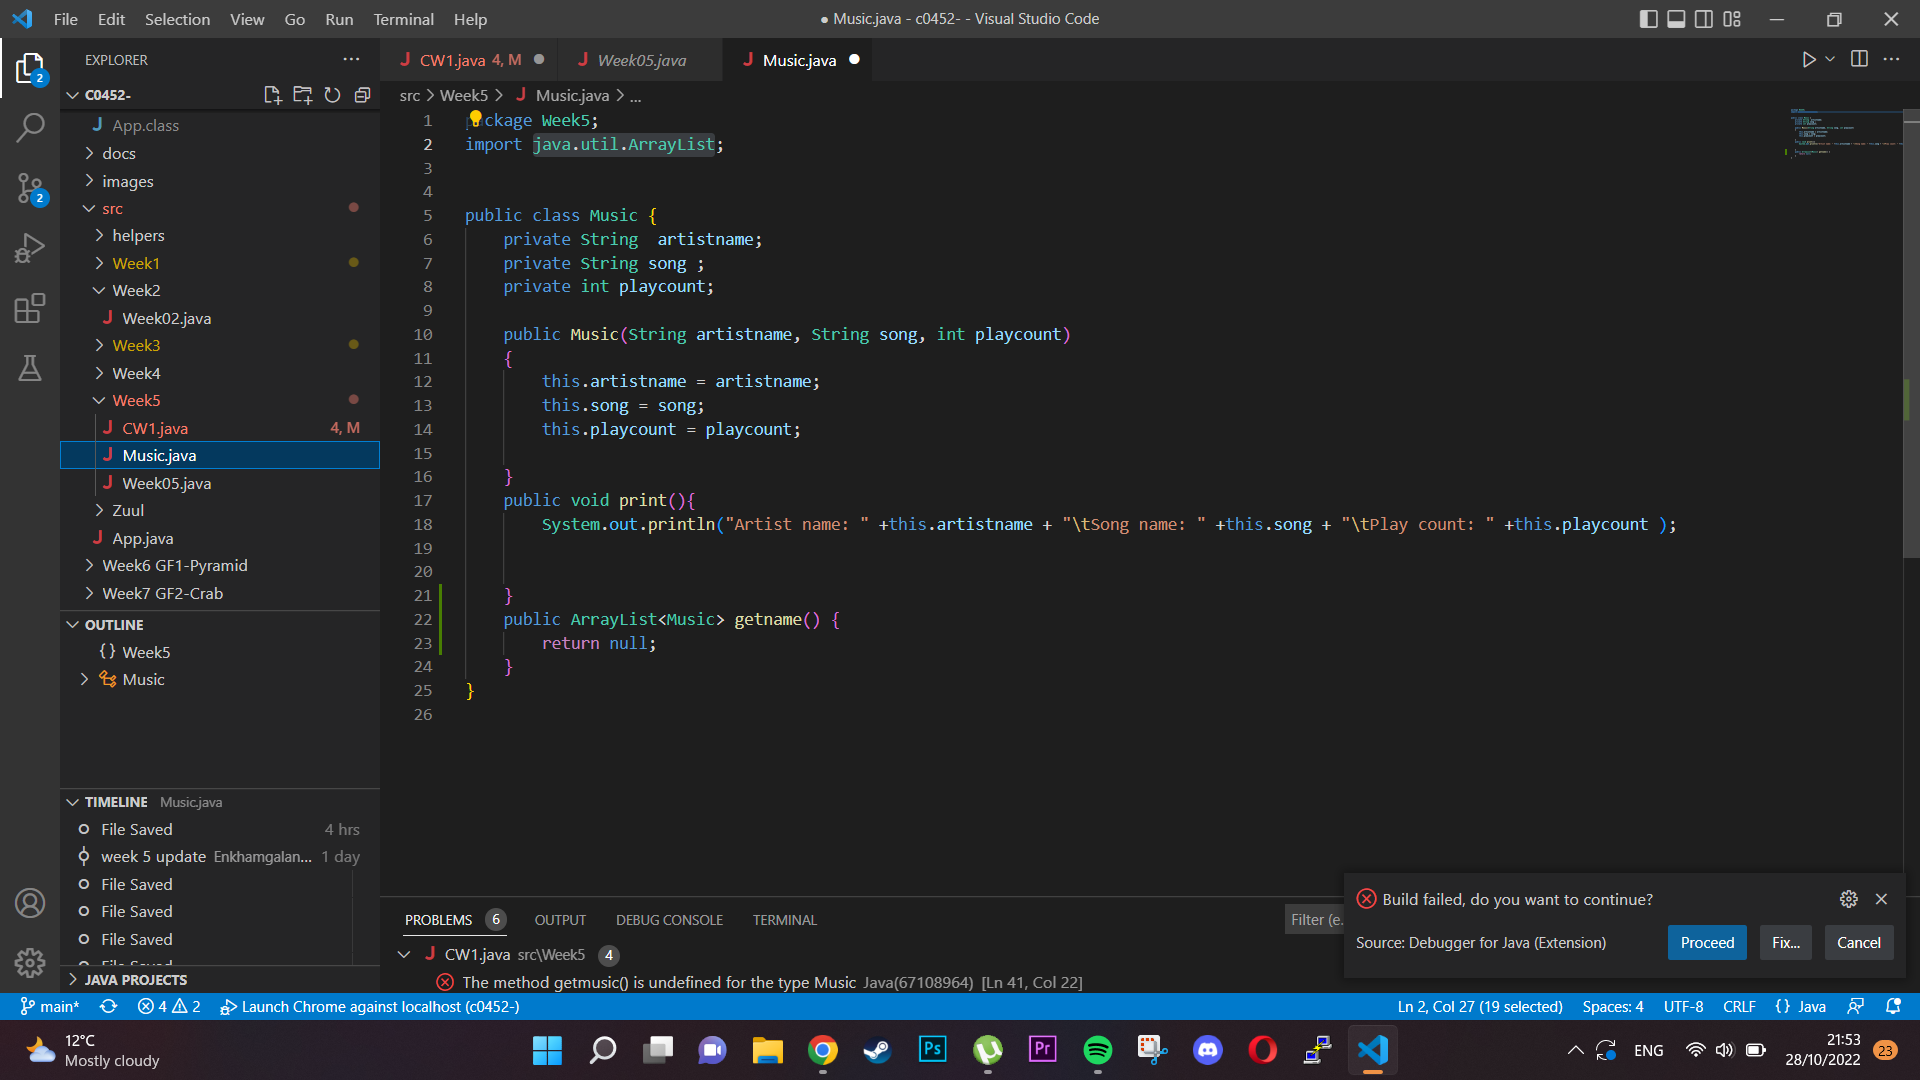 File Edit Selection View Go Run Terminal Help
● Music.java - c0452- - Visual Studio Code
EXPLORER
C0452-
App.class
docs
images
src
helpers
Week1
Week2
Week02.java
Week3
Week4
Week5
CW1.java 4, M
Music.java
Week05.java
Zuul
App.java
Week6 GF1-Pyramid
Week7 GF2-Crab
OUTLINE
{} Week5
Music
TIMELINE Music.java
File Saved 4 hrs
week 5 update Enkhamgalan... 1 day
File Saved
File Saved
File Saved
JAVA PROJECTS
2
2
CW1.java 4, M
Week05.java
Music.java
src > Week5 > Music.java > ...
1 ckage Week5;
2 import java.util.ArrayList;
3
4
5 public class Music {
6 private String  artistname;
7 private String song ;
8 private int playcount;
9
10 public Music(String artistname, String song, int playcount)
11 {
12 this.artistname = artistname;
13 this.song = song;
14 this.playcount = playcount;
15
16 }
17 public void print(){
18 System.out.println("Artist name: " +this.artistname + "\tSong name: " +this.song + "\tPlay count: " +this.playcount );
19
20
21 }
22 public ArrayList<Music> getname() {
23 return null;
24 }
25 }
26
PROBLEMS 6 OUTPUT DEBUG CONSOLE TERMINAL
Filter (e.
CW1.java src\Week5 4
The method getmusic() is undefined for the type Music Java(67108964) [Ln 41, Col 22]
Build failed, do you want to continue?
Source: Debugger for Java (Extension)
Proceed Fix... Cancel
main* 4 2 Launch Chrome against localhost (c0452-)
Ln 2, Col 27 (19 selected) Spaces: 4 UTF-8 CRLF {} Java
12°C
Mostly cloudy
Ps
Pr
ENG
21:53
28/10/2022
23